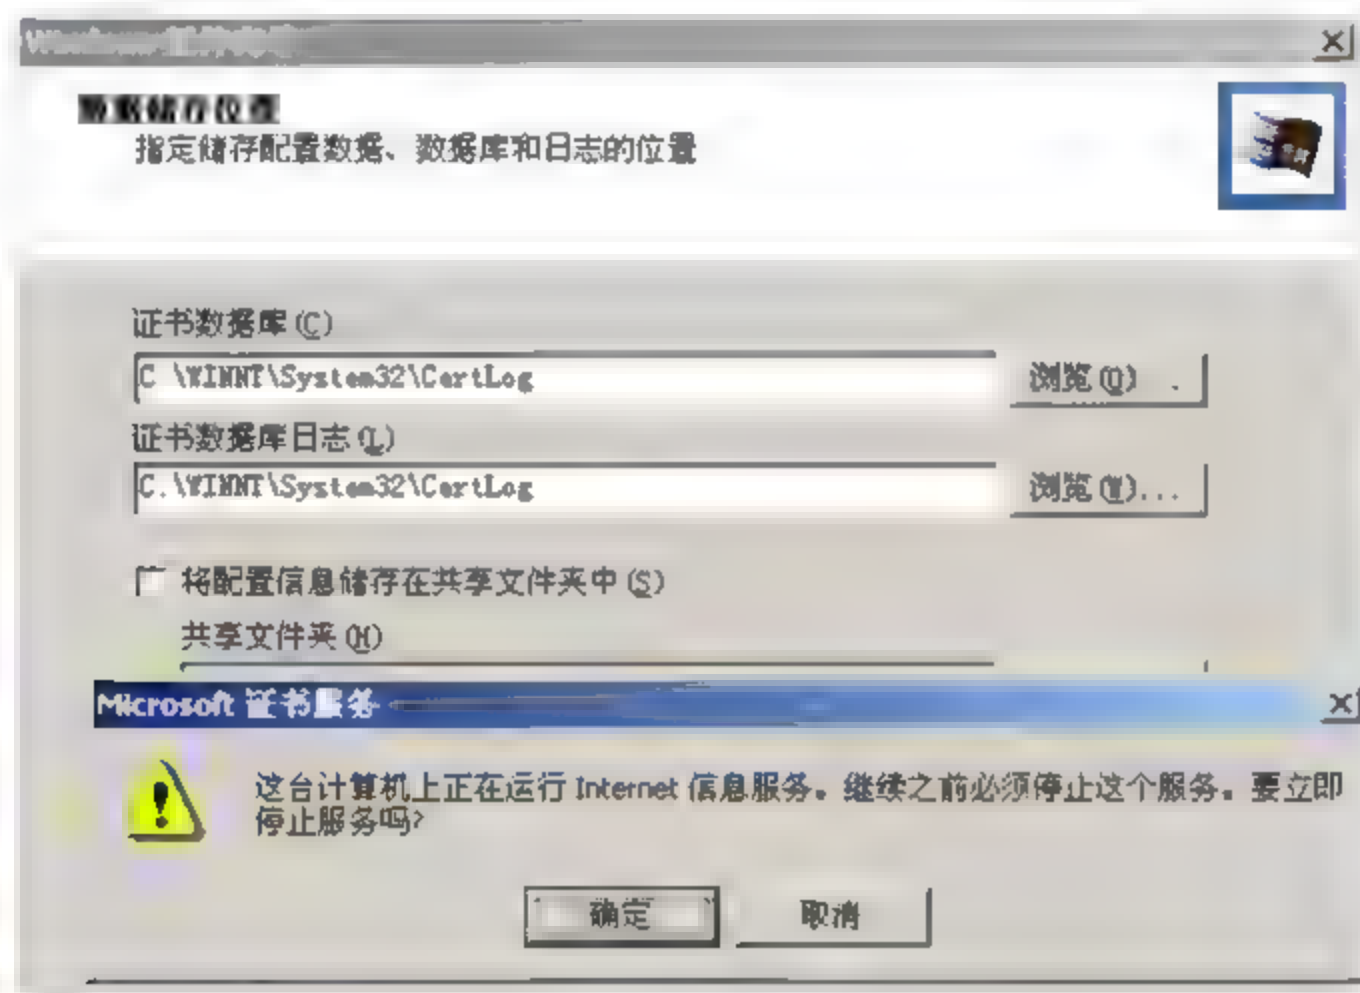 数据储存位置
指定储存配置数据、数据库和日志的位置
证书数据库(C)
C \WINNT\System32\CertLog
浏览(O) .
证书数据库日志(L)
C.\WINNT\System32\CertLog
浏览(W)...
将配置信息储存在共享文件夹中(S)
共享文件夹(H)
Microsoft 证书服务
这台计算机上正在运行 Internet 信息服务。继续之前必须停止这个服务。要立即
停止服务吗?
确定
取消